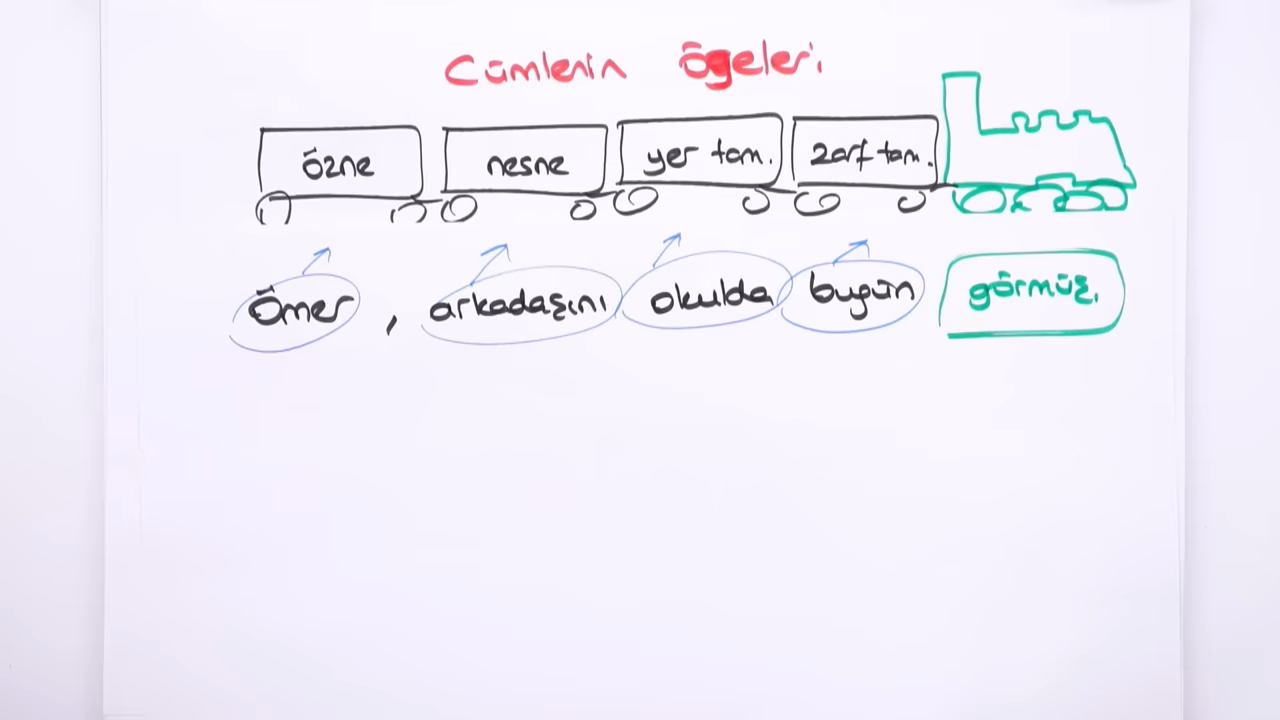 Cümlenin ögeleri
özne nesne yer tam. zarf tam.
Ömer, arkadaşını okulda bugün görmüş.